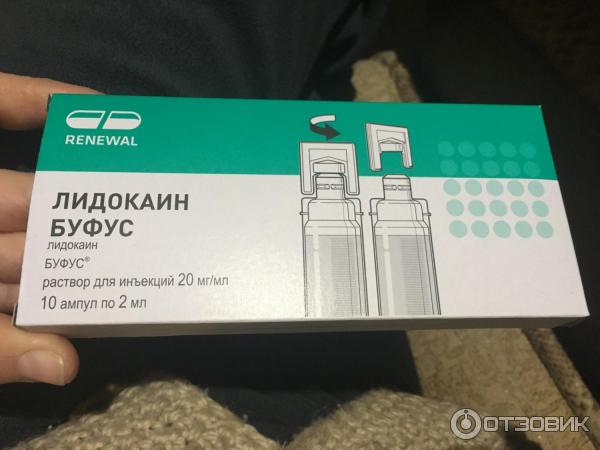 RENEWAL
ЛИДОКАИН
БУФУС
лидокаин
БУФУС®
раствор для инъекций 20 мг/мл
10 ампул по 2 мл
ОТЗОВИК